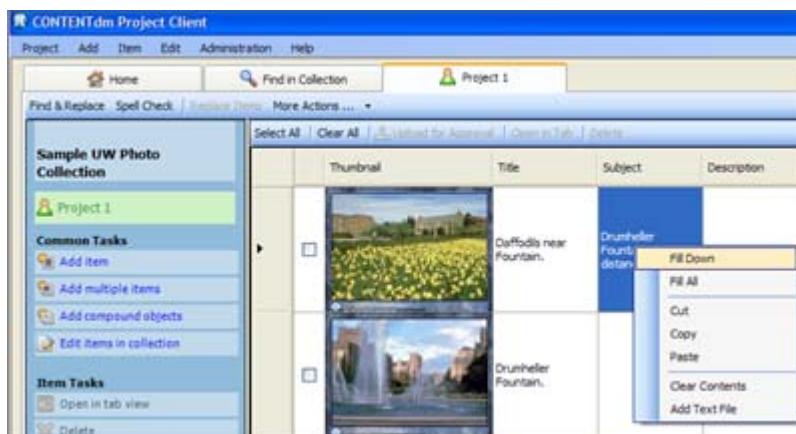 CONTENTdm Project Client
Project Add Item Edit Administration Help
Home Find in Collection Project 1
Find & Replace Spell Check Replace Items More Actions ...
Select All Clear All Upload for Approval Open in Tab Delete
Sample UW Photo
Collection
Project 1
Common Tasks
Add item
Add multiple items
Add compound objects
Edit items in collection
Item Tasks
Open in tab view
Delete
Thumbnail Title Subject Description
Daffodils near
Fountain.
Drumheller
Fount
distan
Drumheller
Fountain.
Fill Down
Fill All
Cut
Copy
Paste
Clear Contents
Add Text File